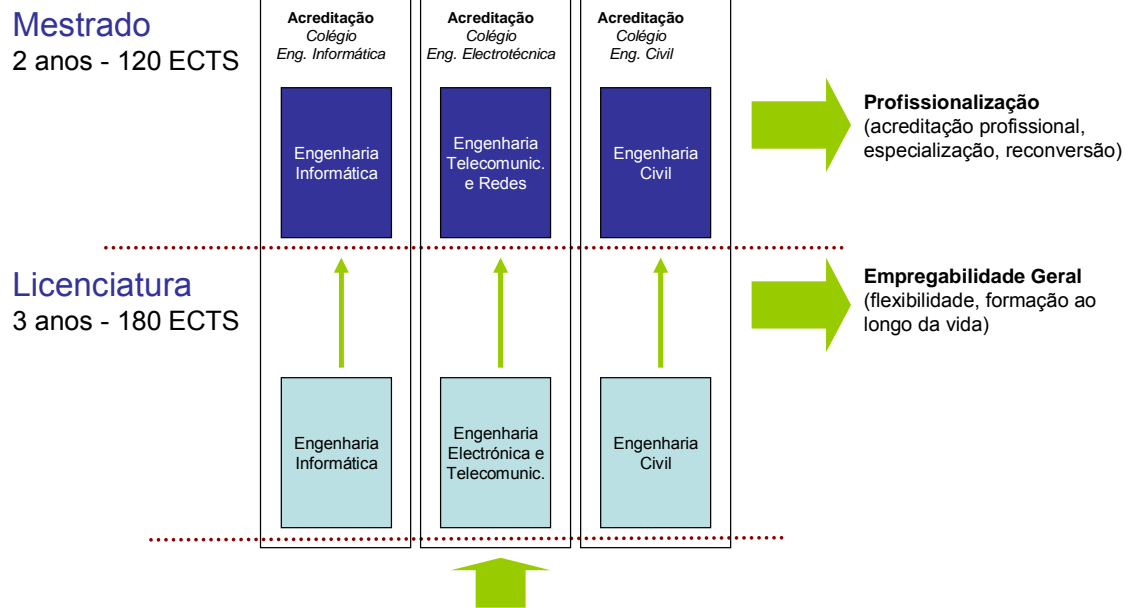 Mestrado
2 anos - 120 ECTS
Acreditação
Colégio
Eng. Informática
Acreditação
Colégio
Eng. Electrotécnica
Acreditação
Colégio
Eng. Civil
Engenharia
Informática
Engenharia
Telecomunic.
e Redes
Engenharia
Civil
Profissionalização
(acreditação profissional,
especialização, reconversão)
Licenciatura
3 anos - 180 ECTS
Empregabilidade Geral
(flexibilidade, formação ao
longo da vida)
Engenharia
Informática
Engenharia
Electrónica e
Telecomunic.
Engenharia
Civil